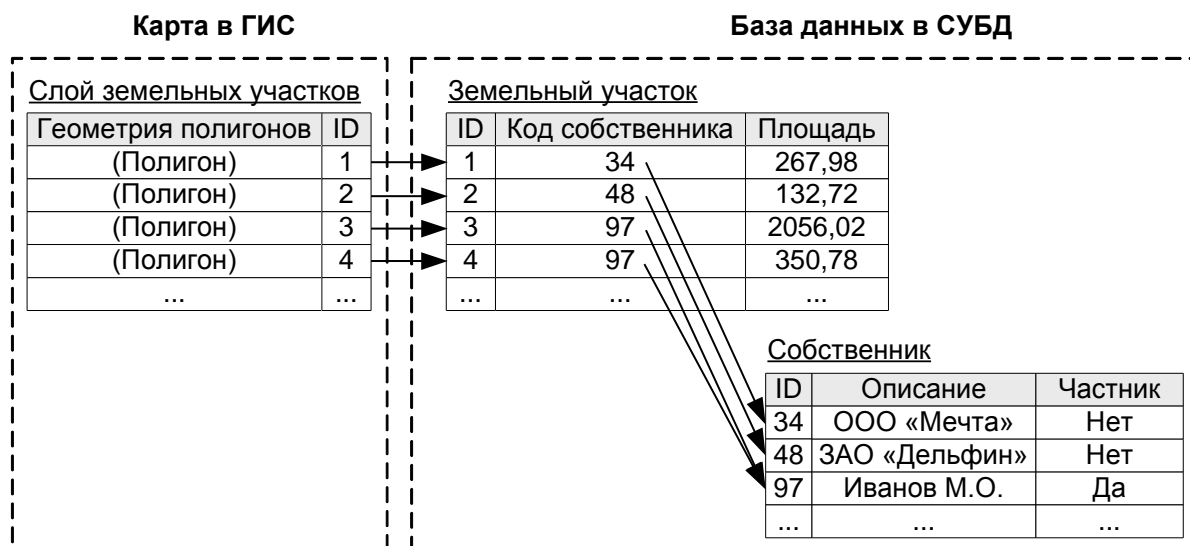 Карта в ГИС
База данных в СУБД
Слой земельных участков
Геометрия полигонов ID
(Полигон) 1
(Полигон) 2
(Полигон) 3
(Полигон) 4
... ...
Земельный участок
ID Код собственника Площадь
1 34 267,98
2 48 132,72
3 97 2056,02
4 97 350,78
... ... ...
Собственник
ID Описание Частник
34 ООО «Мечта» Нет
48 ЗАО «Дельфин» Нет
97 Иванов М.О. Да
... ... ...